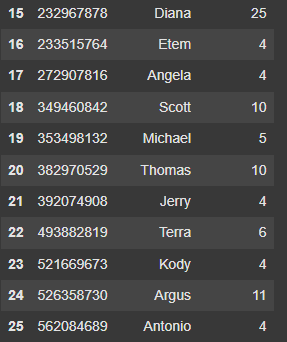 15 232967878 Diana 25
16 233515764 Etem 4
17 272907816 Angela 4
18 349460842 Scott 10
19 353498132 Michael 5
20 382970529 Thomas 10
21 392074908 Jerry 4
22 493882819 Terra 6
23 521669673 Kody 4
24 526358730 Argus 11
25 562084689 Antonio 4